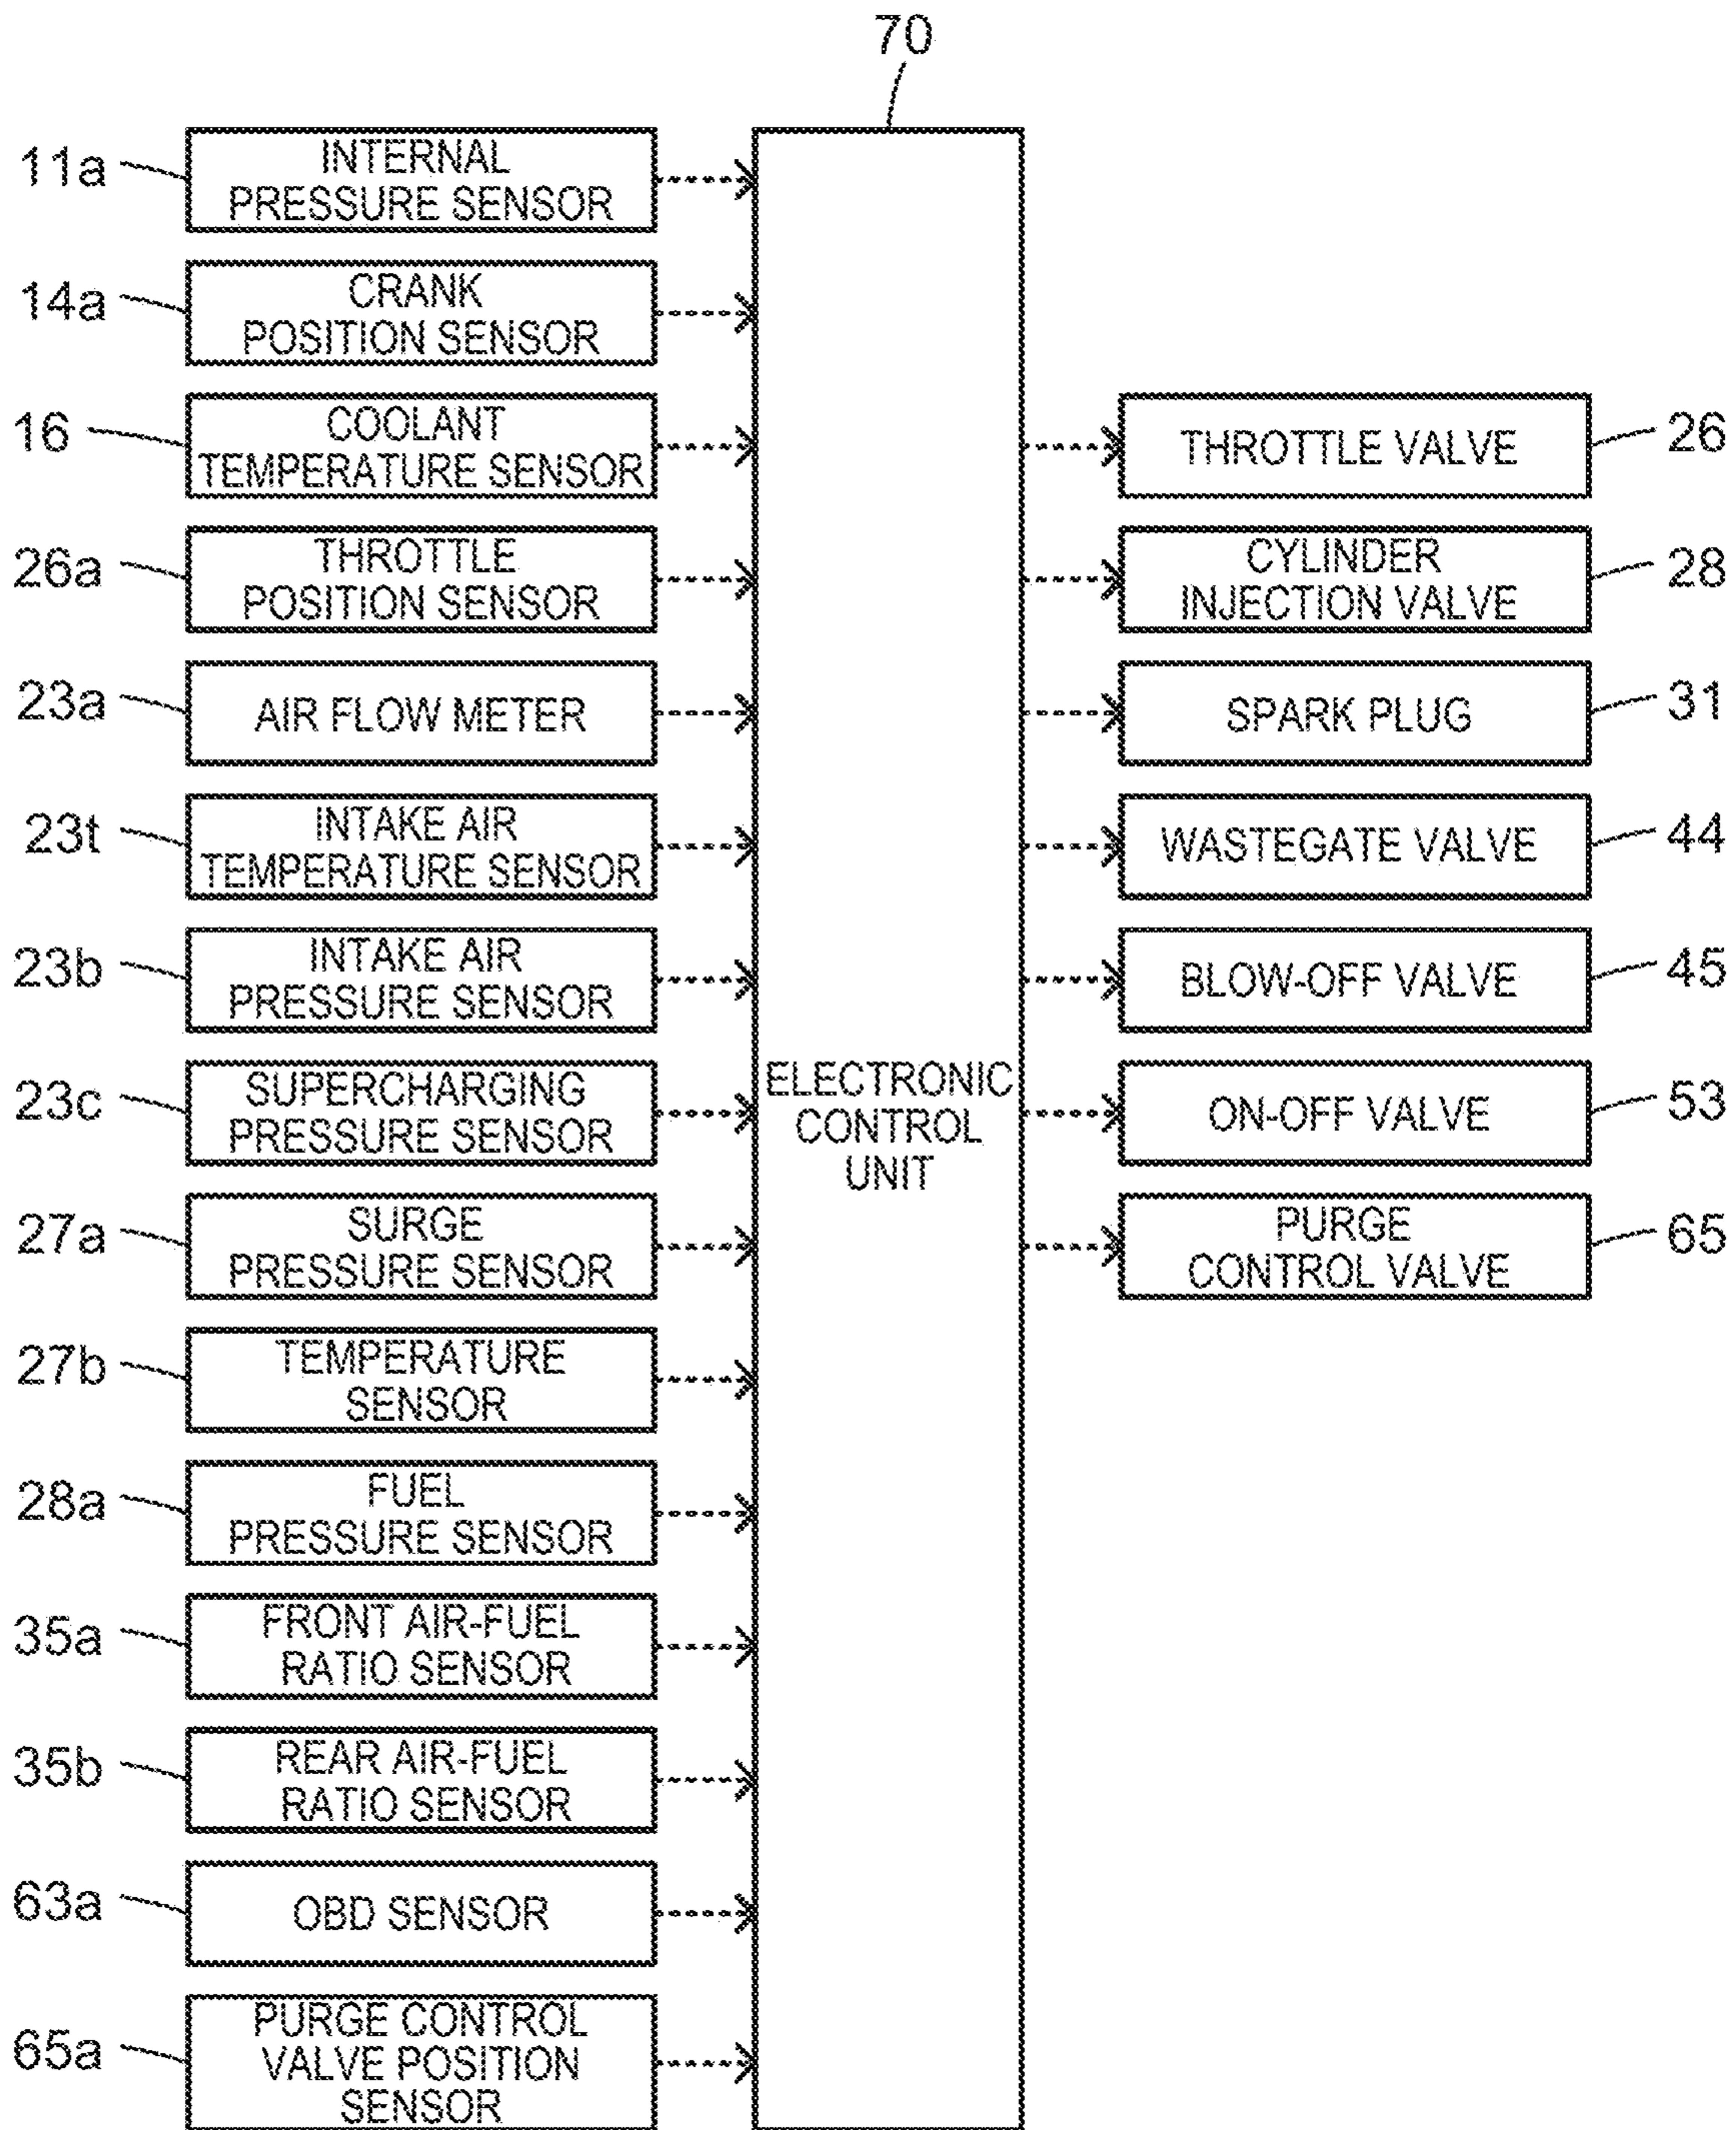 70
11a
INTERNAL
PRESSURE SENSOR
14a
CRANK
POSITION SENSOR
16
COOLANT
TEMPERATURE SENSOR
26a
THROTTLE
POSITION SENSOR
23a
AIR FLOW METER
23t
INTAKE AIR
TEMPERATURE SENSOR
23b
INTAKE AIR
PRESSURE SENSOR
23c
SUPERCHARGING
PRESSURE SENSOR
27a
SURGE
PRESSURE SENSOR
27b
TEMPERATURE
SENSOR
28a
FUEL
PRESSURE SENSOR
35a
FRONT AIR-FUEL
RATIO SENSOR
35b
REAR AIR-FUEL
RATIO SENSOR
63a
OBD SENSOR
65a
PURGE CONTROL
VALVE POSITION
SENSOR
ELECTRONIC
CONTROL
UNIT
THROTTLE VALVE
26
CYLINDER
INJECTION VALVE
28
SPARK PLUG
31
WASTEGATE VALVE
44
BLOW-OFF VALVE
45
ON-OFF VALVE
53
PURGE
CONTROL VALVE
65